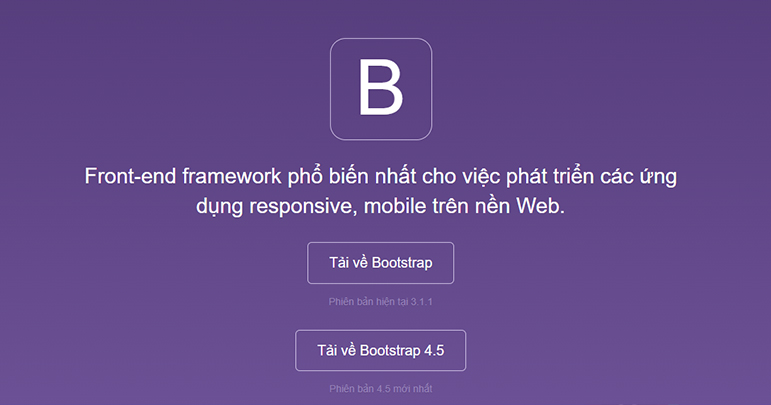 B
Front-end framework phổ biến nhất cho việc phát triển các ứng
dụng responsive, mobile trên nền Web.
Tải về Bootstrap
Phiên bản hiện tại 3.1.1
Tải về Bootstrap 4.5
Phiên bản 4.5 mới nhất